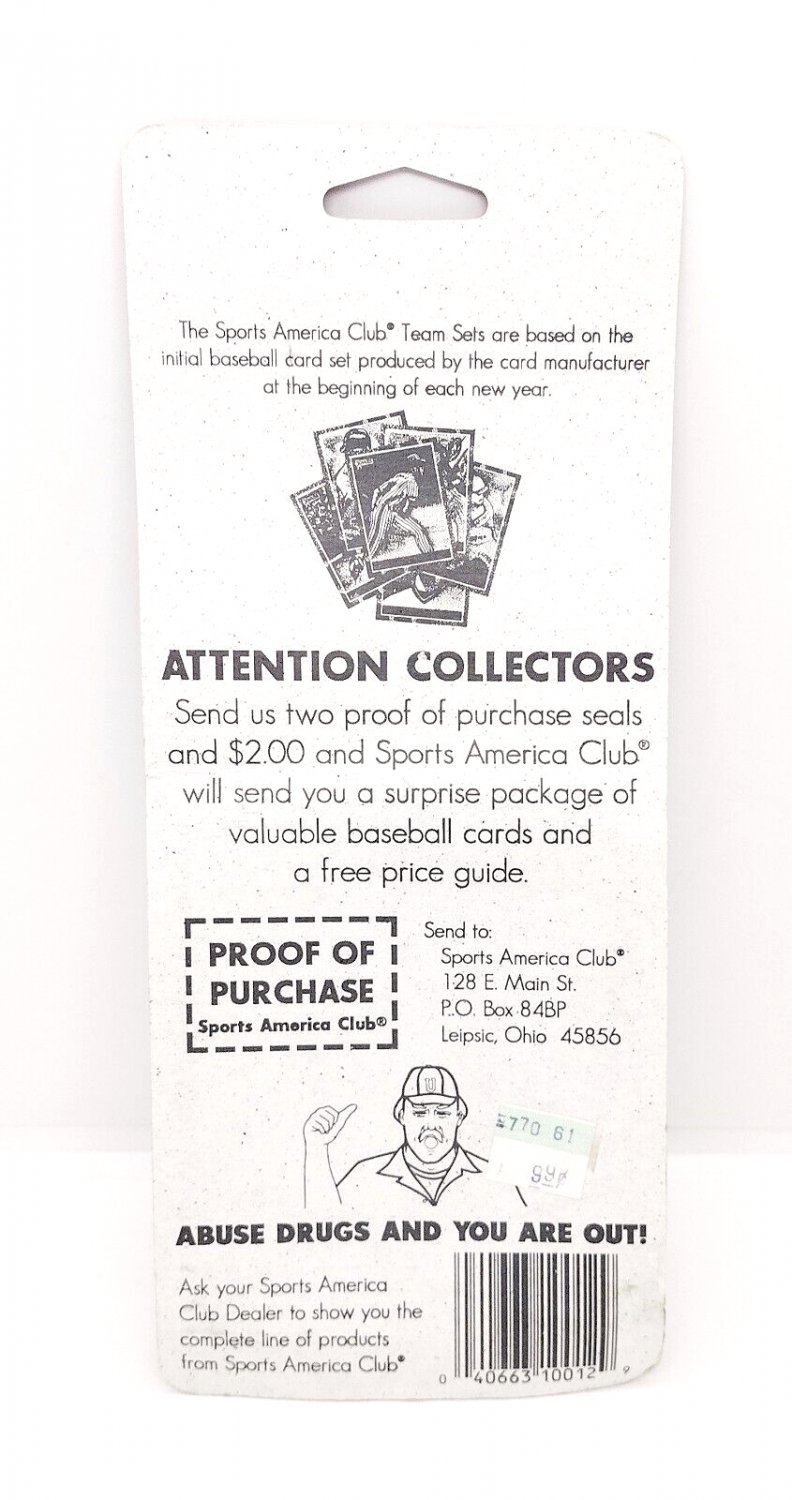 The Sports America Club® Team Sets are based on the
initial baseball card set produced by the card manufacturer
at the beginning of each new year.
ATTENTION COLLECTORS
Send us two proof of purchase seals
and $2.00 and Sports America Club®
will send you a surprise package of
valuable baseball cards and
a free price guide.
PROOF OF
PURCHASE
Sports America Club®
Send to:
Sports America Club®
128 E. Main St.
P.O. Box 84BP
Leipsic, Ohio 45856
U
770 61
99¢
ABUSE DRUGS AND YOU ARE OUT!
Ask your Sports America
Club Dealer to show you the
complete line of products
from Sports America Club®
0 40663 10012 9